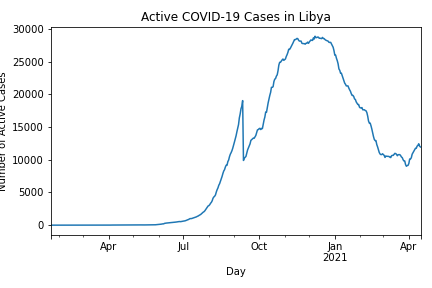 Active COVID-19 Cases in Libya
Number of Active Cases
30000
25000
20000
15000
10000
5000
0
Apr
Jul
Oct
Jan
2021
Apr
Day